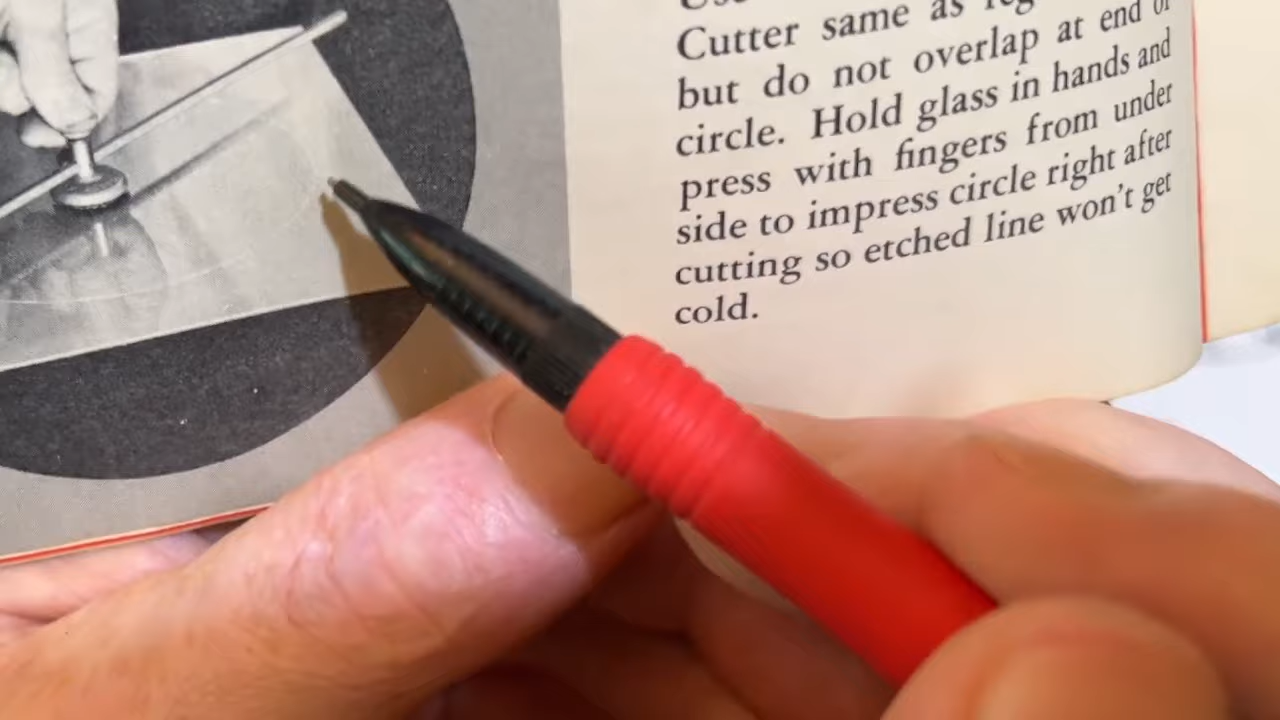 Cutter same as
but do not overlap at end of
circle. Hold glass in hands and
press with fingers from under
side to impress circle right after
cutting so etched line won't get
cold.